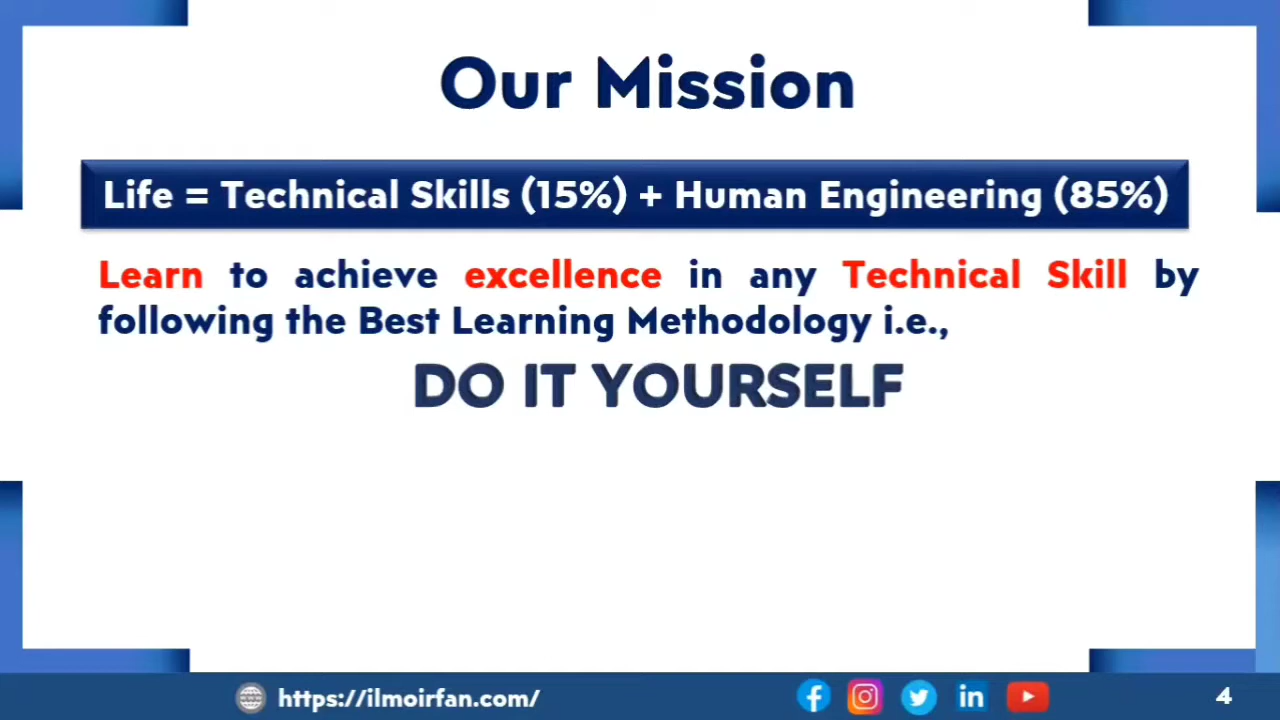 Our Mission
Life = Technical Skills (15%) + Human Engineering (85%)
Learn to achieve excellence in any Technical Skill by
following the Best Learning Methodology i.e.,
DO IT YOURSELF
https://ilmoirfan.com/
4